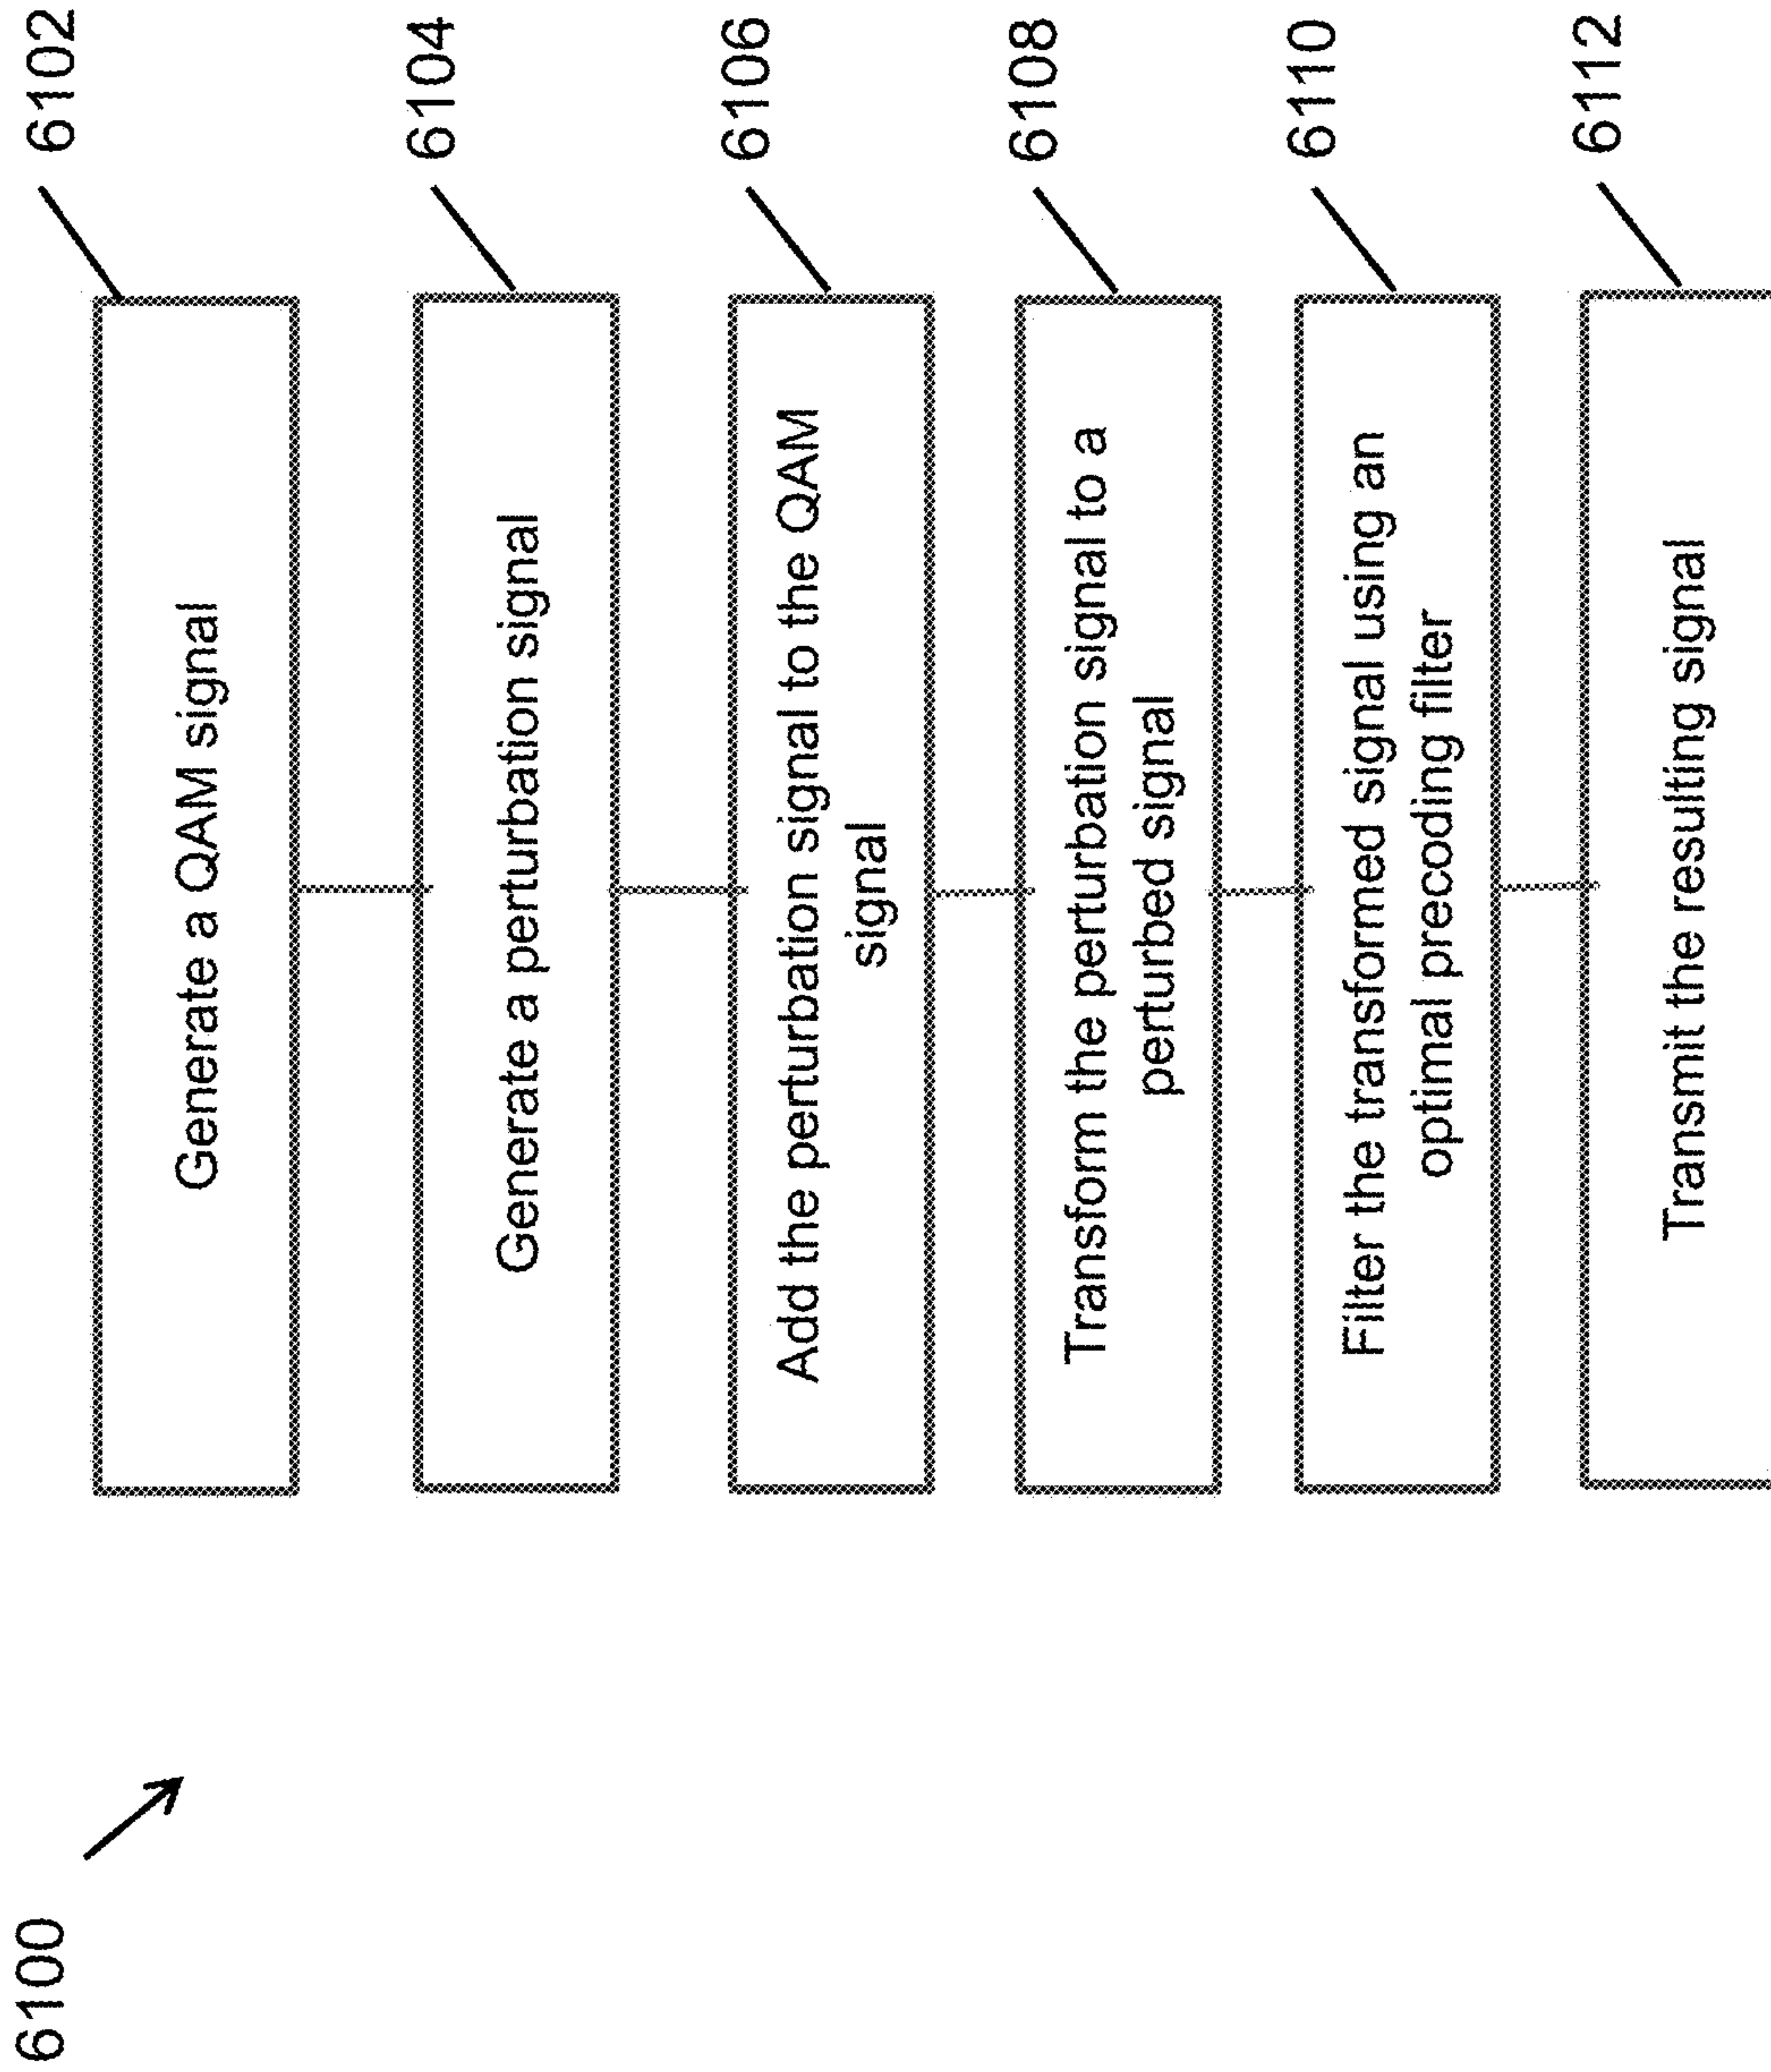 6100
6102
Generate a QAM signal
6104
Generate a perturbation signal
6106
Add the perturbation signal to the QAM
signal
6108
Transform the perturbation signal to a
perturbed signal
6110
Filter the transformed signal using an
optimal precoding filter
6112
Transmit the resulting signal